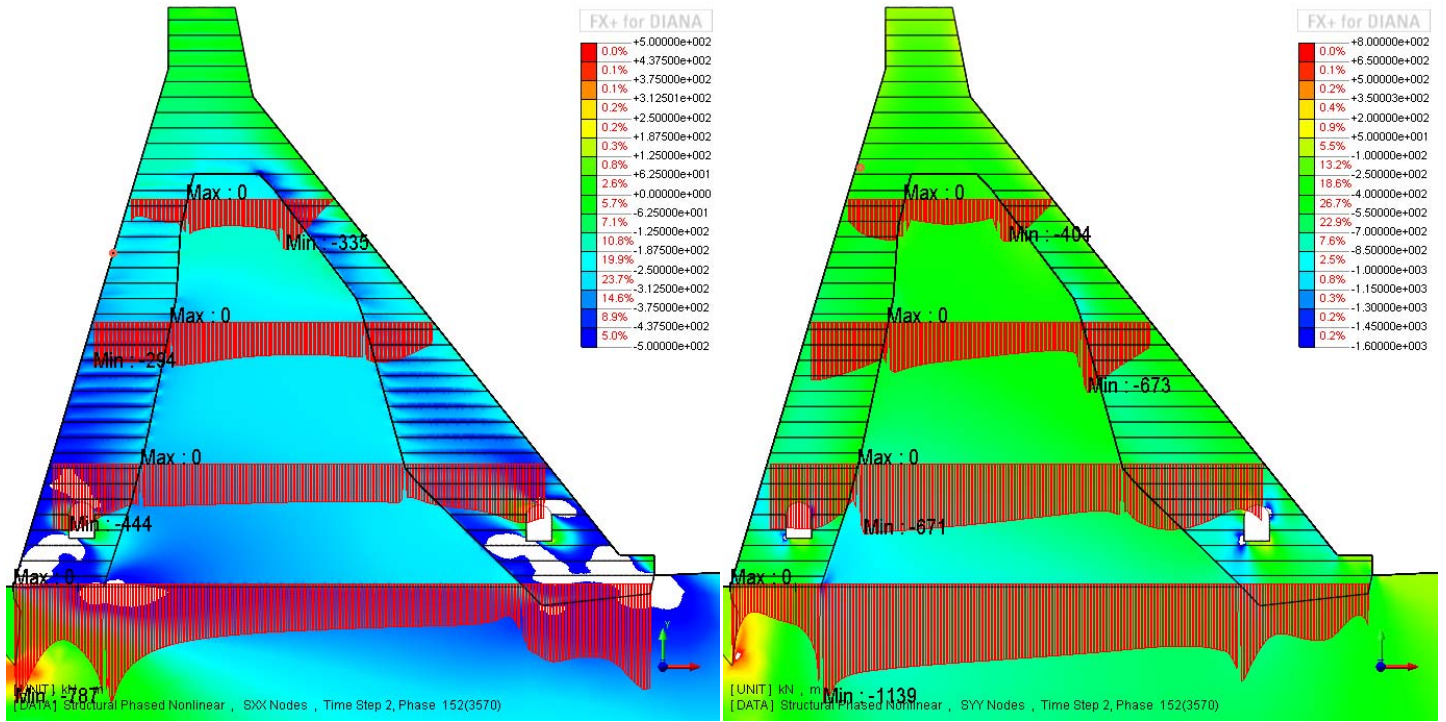 FX+ for DIANA
+5.00000e+002
0.0%
+4.37500e+002
0.1%
+3.75000e+002
0.1%
+3.12501e+002
0.2%
+2.50000e+002
0.2%
+1.87500e+002
0.3%
+1.25000e+002
0.8%
+6.25000e+001
2.6%
+0.00000e+000
5.7%
-6.25000e+001
7.1%
-1.25000e+002
10.8%
-1.87500e+002
19.9%
-2.50000e+002
23.7%
-3.12500e+002
14.6%
-3.75000e+002
8.9%
-4.37500e+002
5.0%
-5.00000e+002
Max : 0
Min : -335
Max : 0
Min : -294
Max : 0
Min : -444
Max : 0
Min : -787
Y
[UNIT] kN , m
[DATA] Structural Phased Nonlinear , SXX Nodes , Time Step 2, Phase 152(3570)
FX+ for DIANA
+8.00000e+002
0.0%
+6.50000e+002
0.1%
+5.00000e+002
0.2%
+3.50003e+002
0.4%
+2.00000e+002
0.9%
+5.00000e+001
5.5%
-1.00000e+002
13.2%
-2.50000e+002
18.6%
-4.00000e+002
26.7%
-5.50000e+002
22.9%
-7.00000e+002
7.6%
-8.50000e+002
2.5%
-1.00000e+003
0.8%
-1.15000e+003
0.3%
-1.30000e+003
0.2%
-1.45000e+003
0.2%
-1.60000e+003
Max : 0
Min : -404
Max : 0
Min : -673
Max : 0
Min : -671
Max : 0
Min : -1139
[UNIT] kN , m
[DATA] Structural Phased Nonlinear , SYY Nodes , Time Step 2, Phase 152(3570)